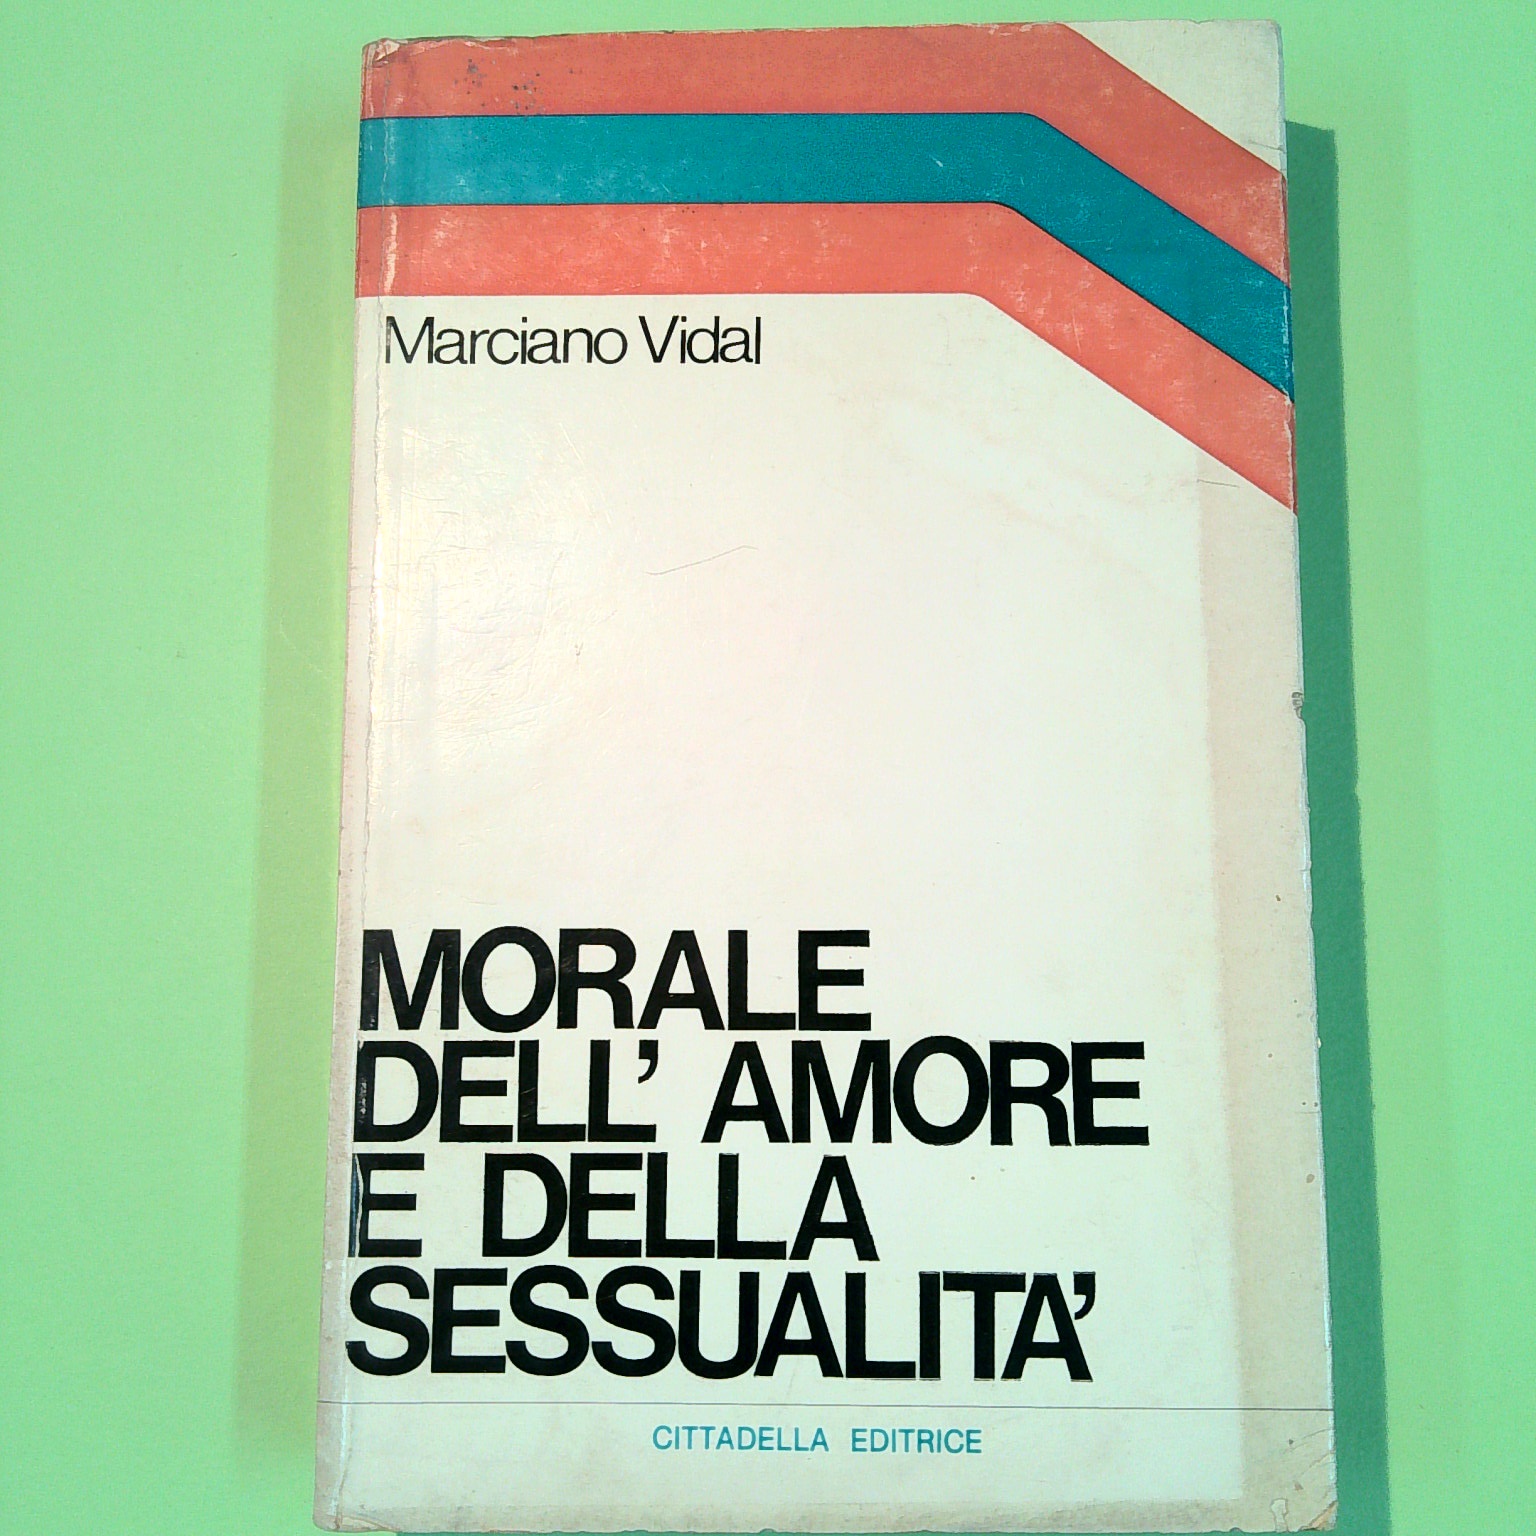 Marciano Vidal
MORALE
DELL' AMORE
E DELLA
SESSUALITA'
CITTADELLA EDITRICE